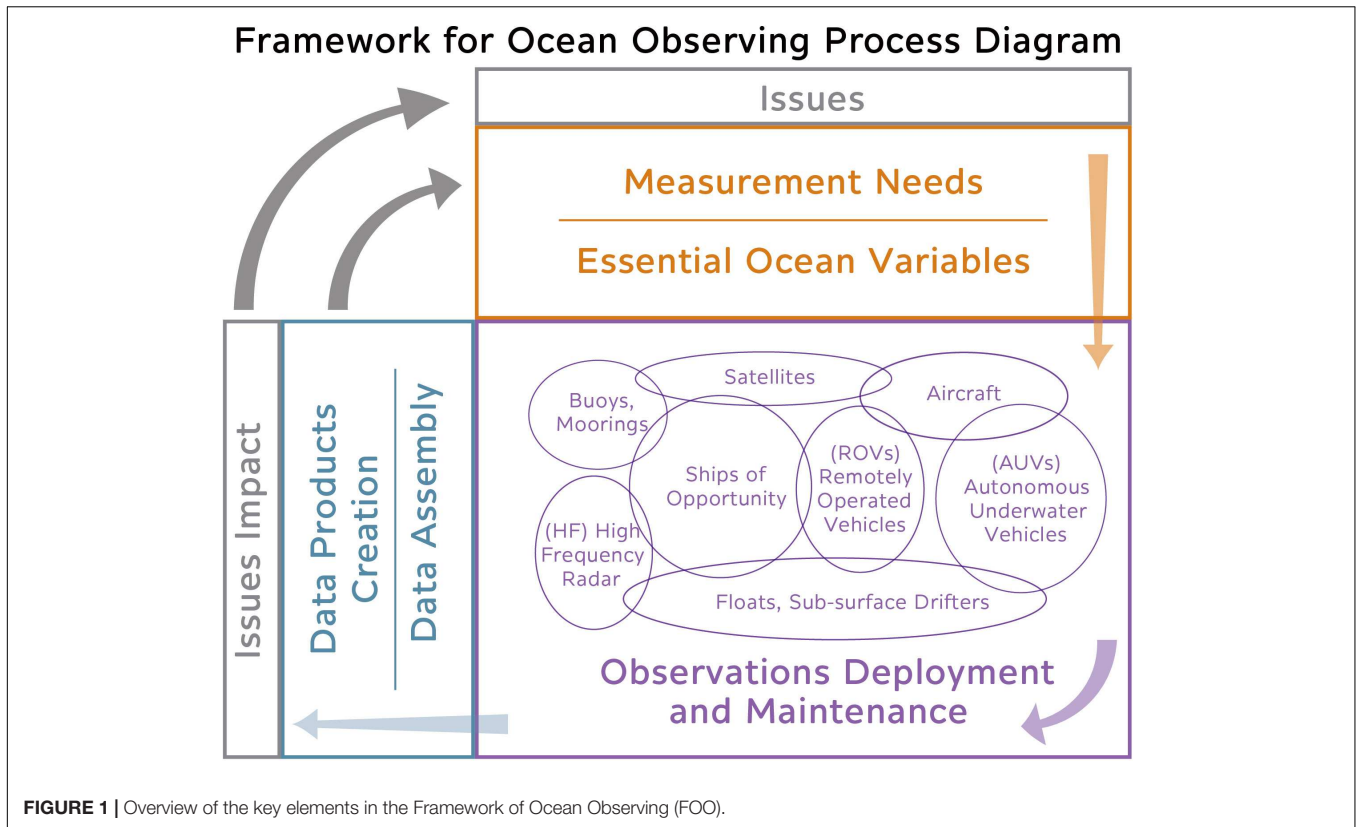 Framework for Ocean Observing Process Diagram
Issues
Measurement Needs
Essential Ocean Variables
Issues Impact
Data Products
Creation
Data Assembly
Buoys,
Moorings
Satellites
Aircraft
Ships of
Opportunity
(ROVs)
Remotely
Operated
Vehicles
(AUVs)
Autonomous
Underwater
Vehicles
(HF) High
Frequency
Radar
Floats, Sub-surface Drifters
Observations Deployment
and Maintenance
FIGURE 1 | Overview of the key elements in the Framework of Ocean Observing (FOO).